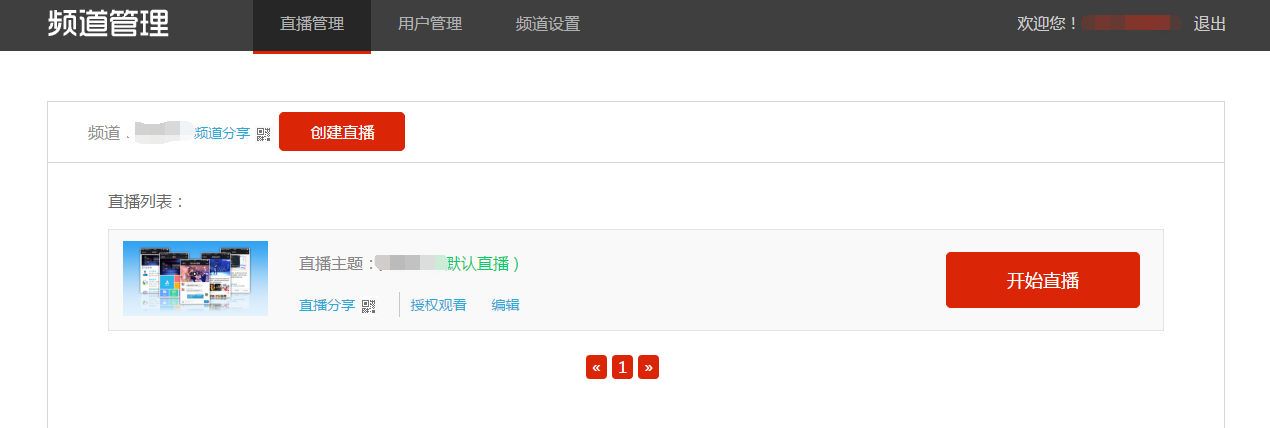 频道管理 直播管理 用户管理 频道设置 欢迎您！ 退出
频道 频道分享 创建直播
直播列表：
直播主题： 默认直播）
开始直播
直播分享 授权观看 编辑
« 1 »